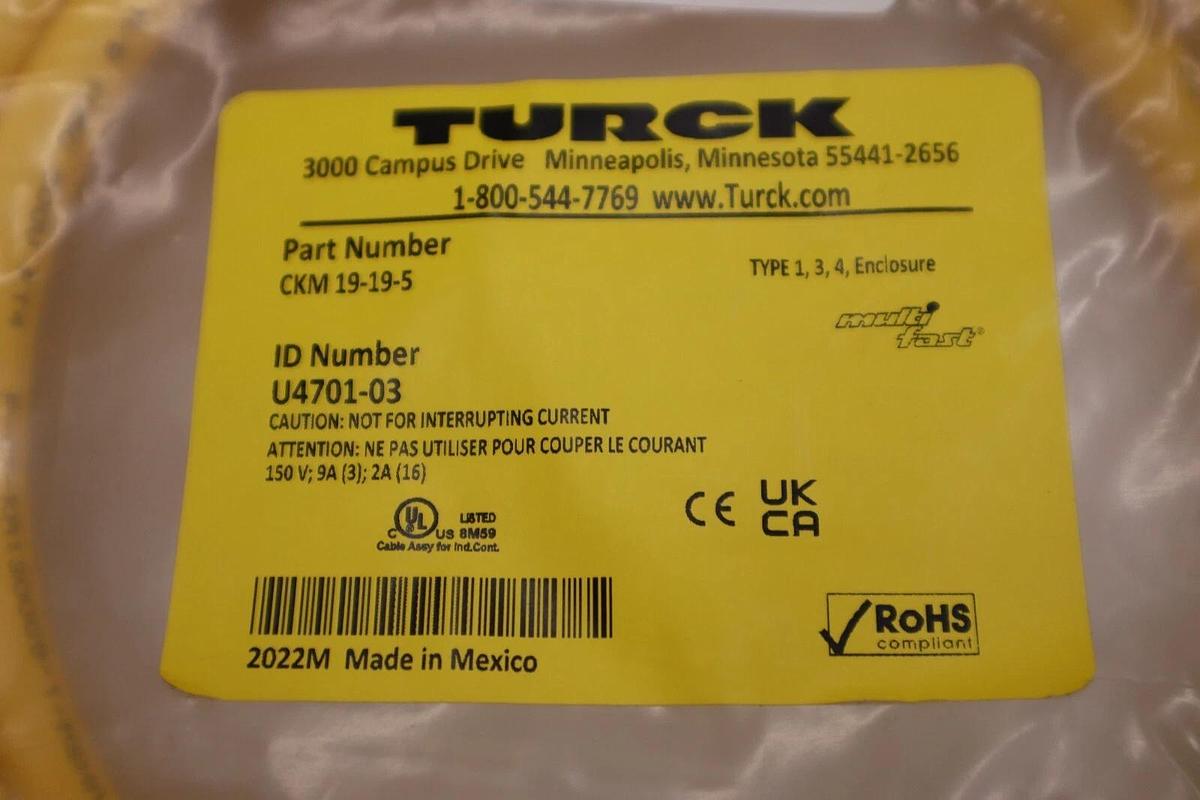 TURCK
3000 Campus Drive Minneapolis, Minnesota 55441-2656
1-800-544-7769 www.Turck.com
Part Number
CKM 19-19-5
TYPE 1, 3, 4, Enclosure
multi
fast®
ID Number
U4701-03
CAUTION: NOT FOR INTERRUPTING CURRENT
ATTENTION: NE PAS UTILISER POUR COUPER LE COURANT
150 V; 9A (3); 2A (16)
C UL® US LISTED 8M59
Cable Assy for Ind.Cont.
CE
UK
CA
RoHS
compliant
2022M Made in Mexico